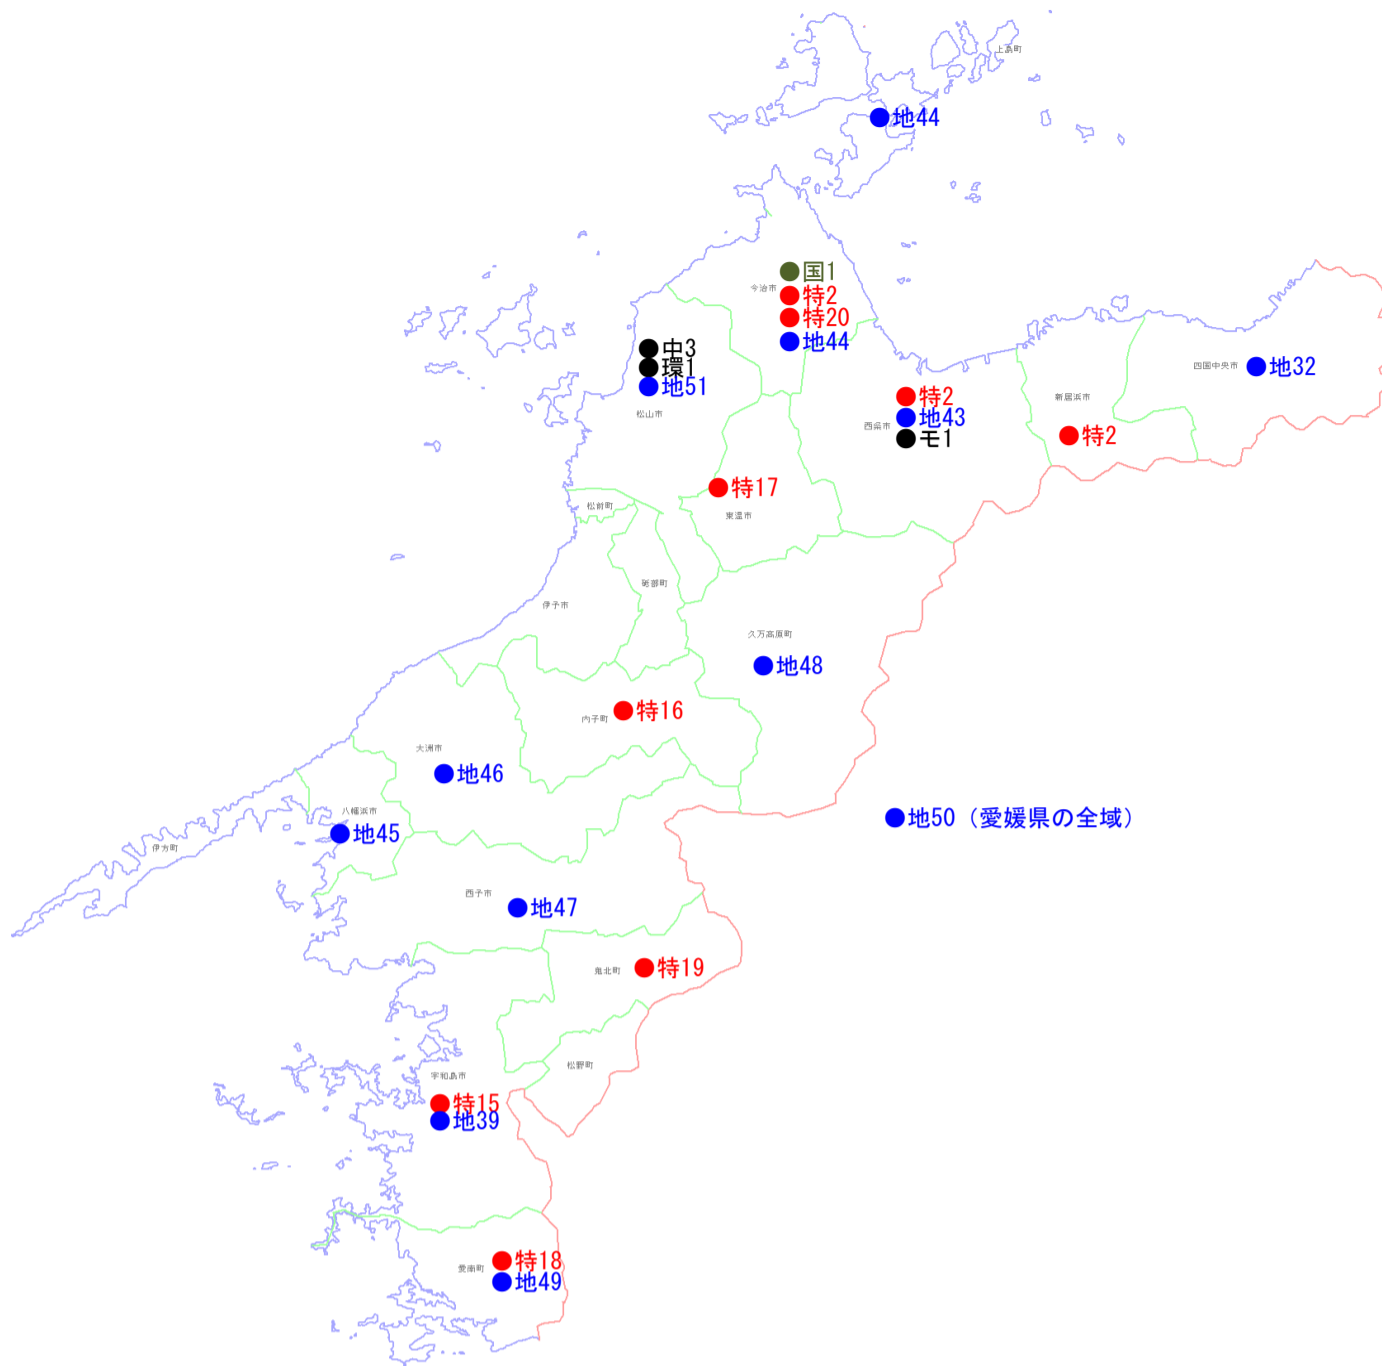 上島町
地44
国1
今治市
特2
特20
地44
中3
環1
地51
松山市
四国中央市
地32
特2
地43
西条市
モ1
新居浜市
特2
特17
東温市
松前町
砥部町
伊予市
久万高原町
地48
特16
内子町
大洲市
地46
地50（愛媛県の全域）
八幡浜市
地45
伊方町
西予市
地47
鬼北町
特19
松野町
宇和島市
特15
地39
特18
愛南町
地49